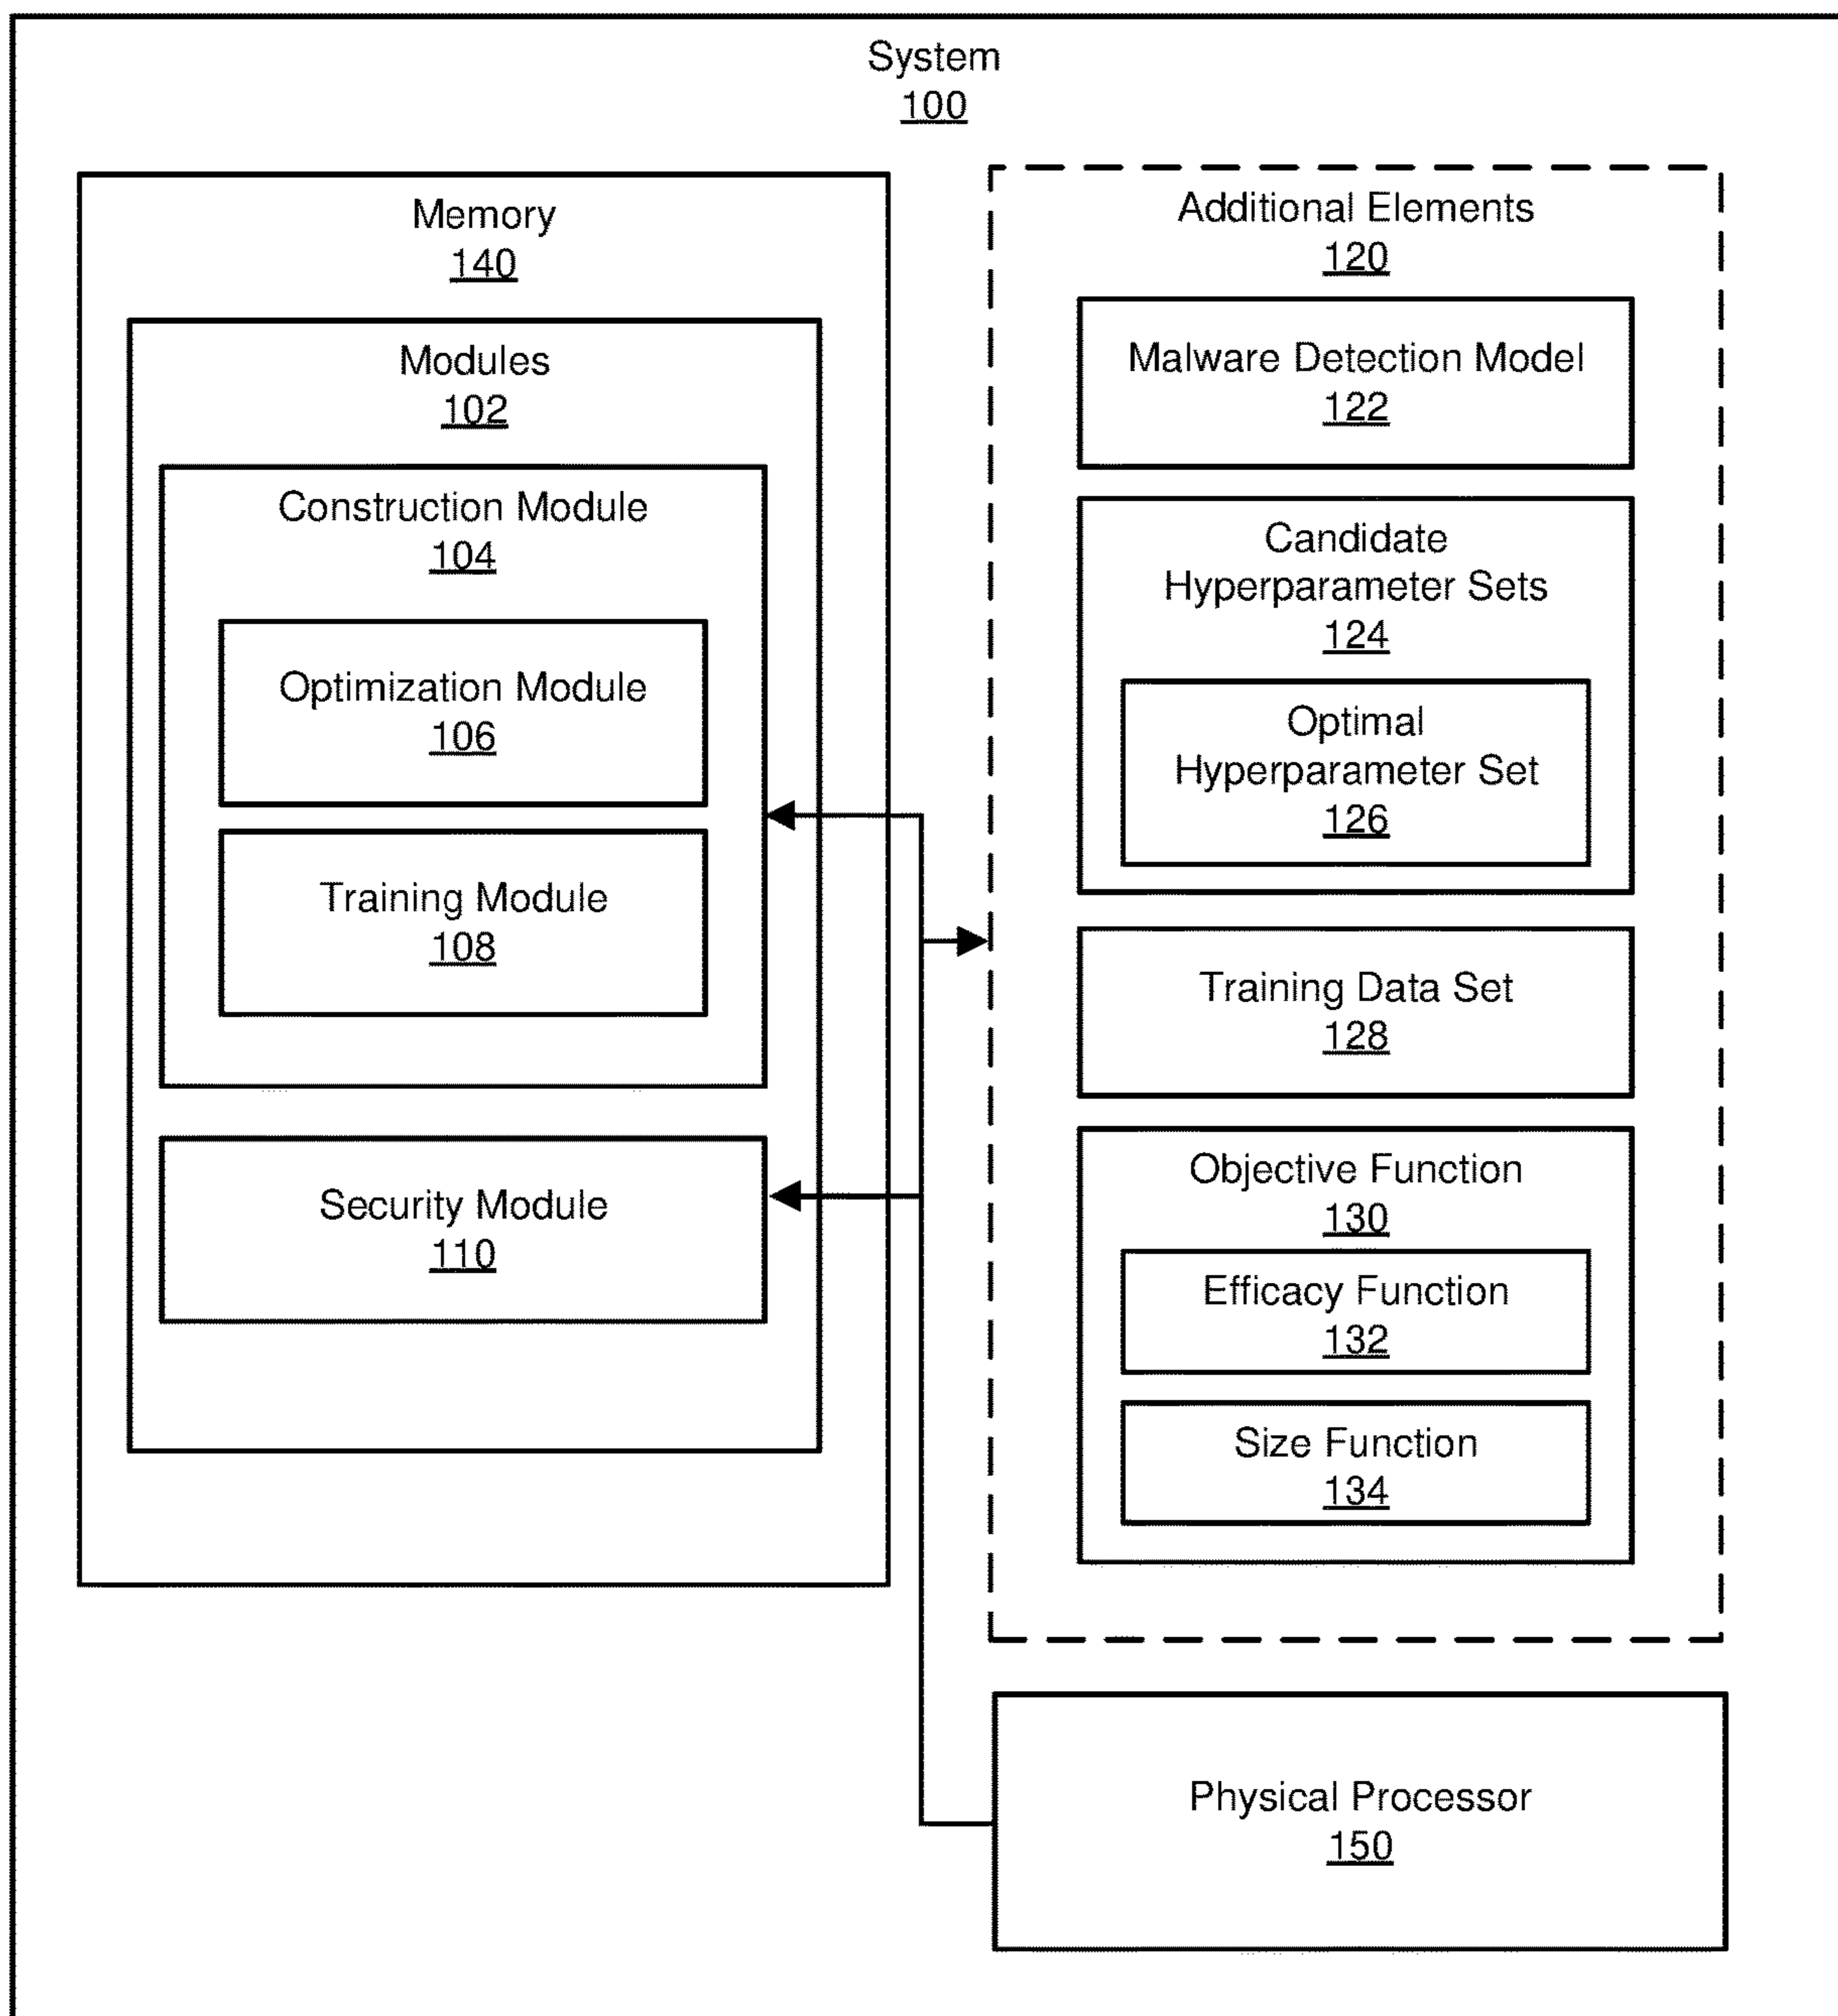 System
100
Memory
140
Modules
102
Construction Module
104
Optimization Module
106
Training Module
108
Security Module
110
Additional Elements
120
Malware Detection Model
122
Candidate
Hyperparameter Sets
124
Optimal
Hyperparameter Set
126
Training Data Set
128
Objective Function
130
Efficacy Function
132
Size Function
134
Physical Processor
150